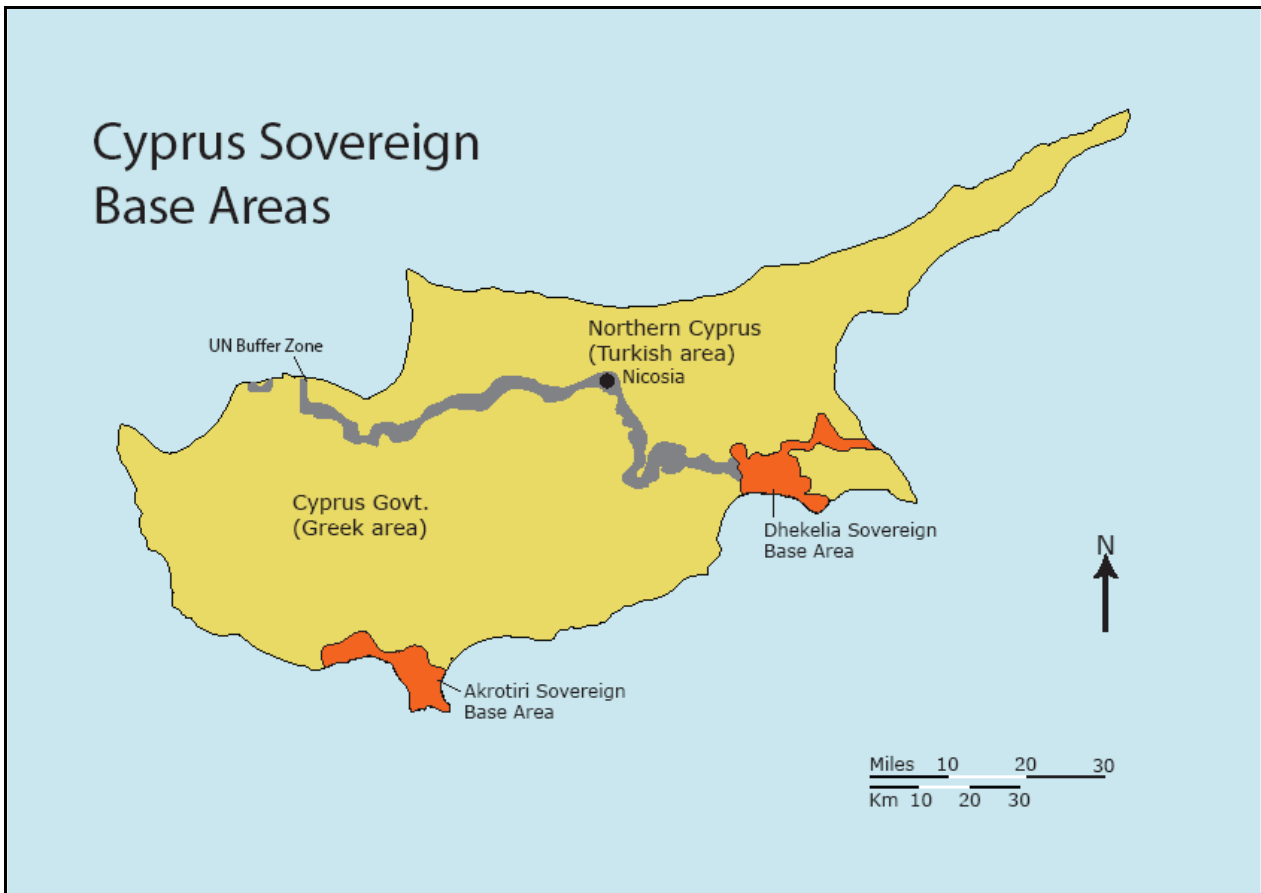 Cyprus Sovereign
Base Areas
UN Buffer Zone
Northern Cyprus
(Turkish area)
Nicosia
Cyprus Govt.
(Greek area)
Dhekelia Sovereign
Base Area
N
Akrotiri Sovereign
Base Area
Miles 10 20 30
Km 10 20 30